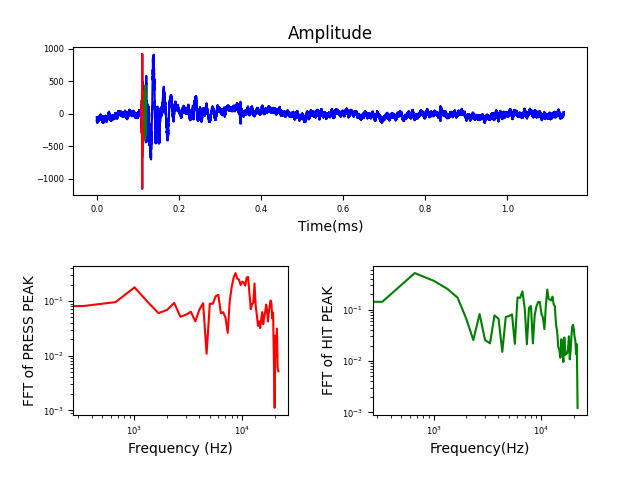 Amplitude
1000
500
0
−500
−1000
0.0 0.2 0.4 0.6 0.8 1.0
Time(ms)
FFT of PRESS PEAK
10⁻¹
10⁻²
10⁻³
10³ 10⁴
Frequency (Hz)
FFT of HIT PEAK
10⁻¹
10⁻²
10⁻³
10³ 10⁴
Frequency(Hz)